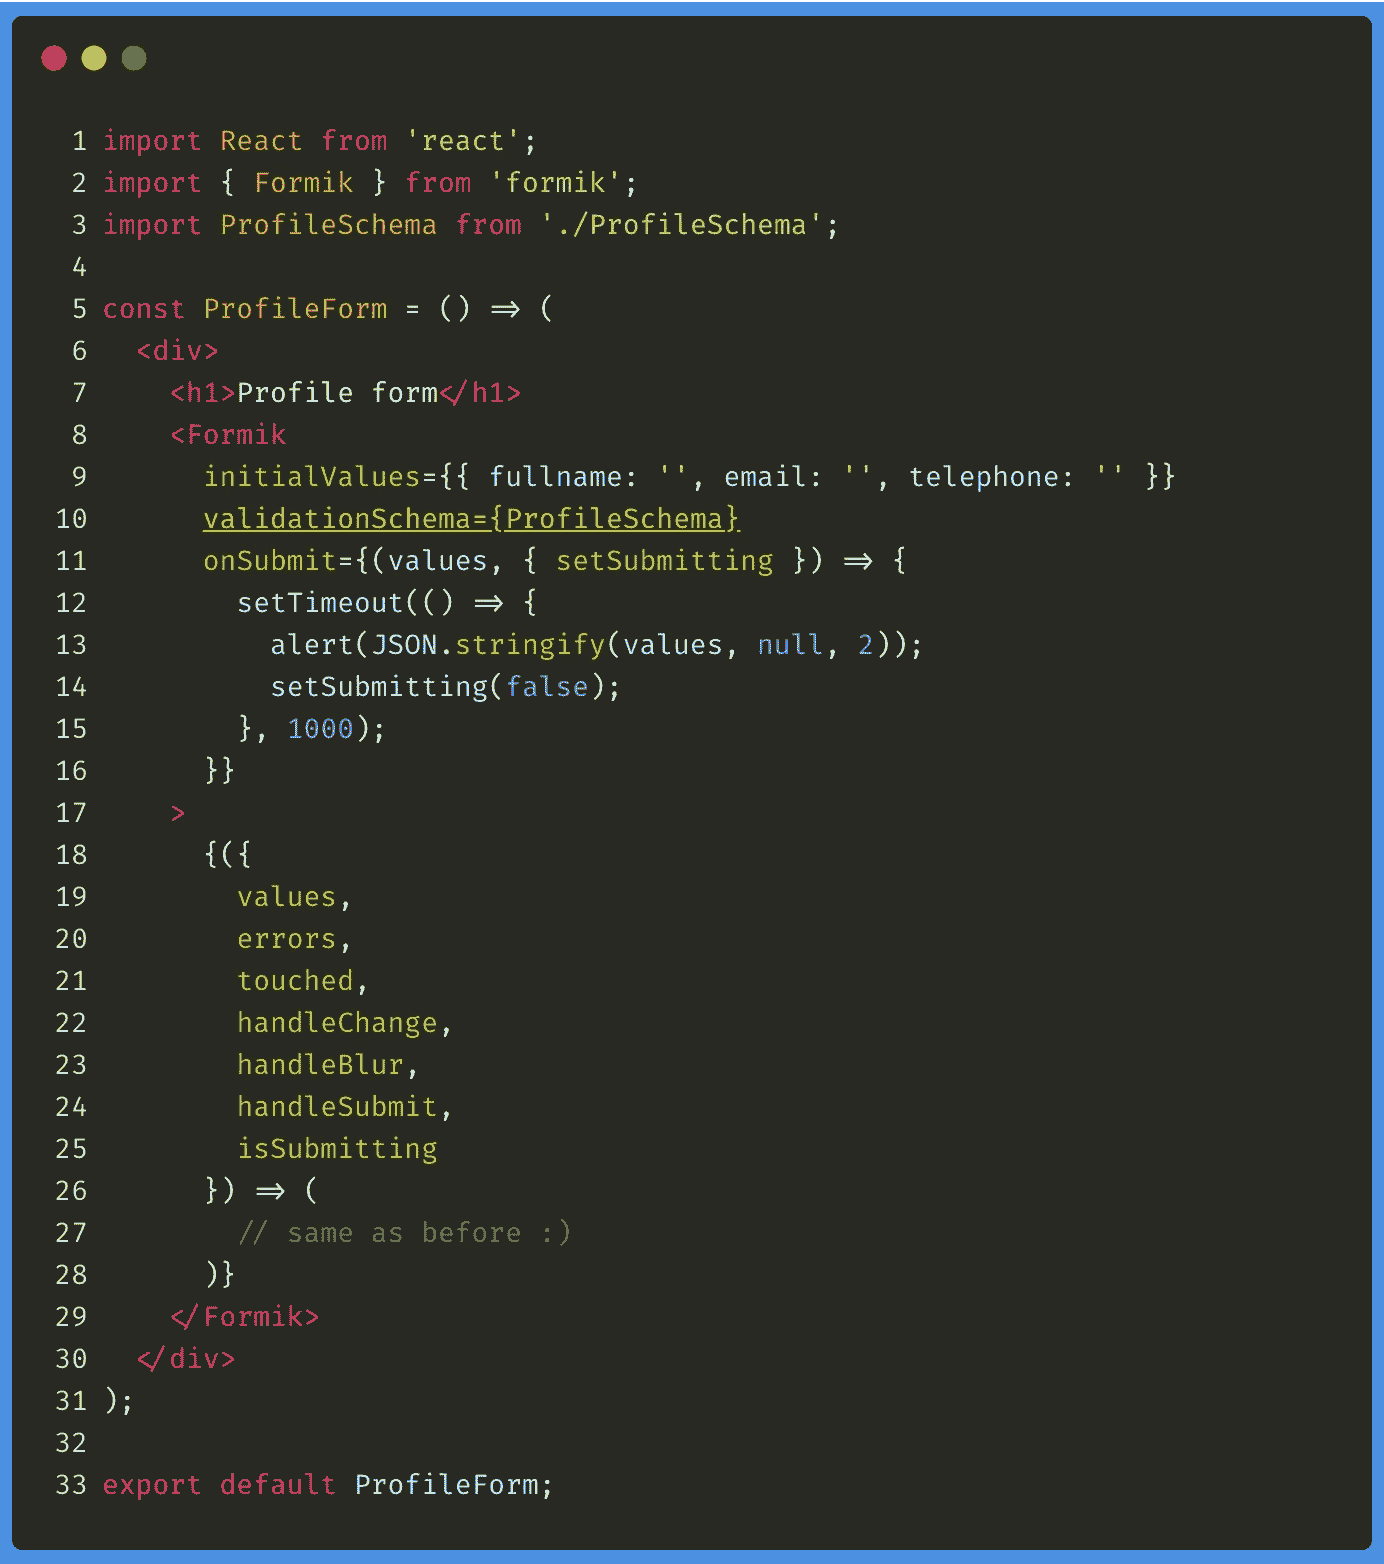 1 import React from 'react';
2 import { Formik } from 'formik';
3 import ProfileSchema from './ProfileSchema';
4
5 const ProfileForm = () => (
6   <div>
7     <h1>Profile form</h1>
8     <Formik
9       initialValues={{ fullname: '', email: '', telephone: '' }}
10       validationSchema={ProfileSchema}
11       onSubmit={(values, { setSubmitting }) => {
12         setTimeout(() => {
13           alert(JSON.stringify(values, null, 2));
14           setSubmitting(false);
15         }, 1000);
16       }}
17     >
18       {({
19         values,
20         errors,
21         touched,
22         handleChange,
23         handleBlur,
24         handleSubmit,
25         isSubmitting
26       }) => (
27         // same as before :)
28       )}
29     </Formik>
30   </div>
31 );
32
33 export default ProfileForm;